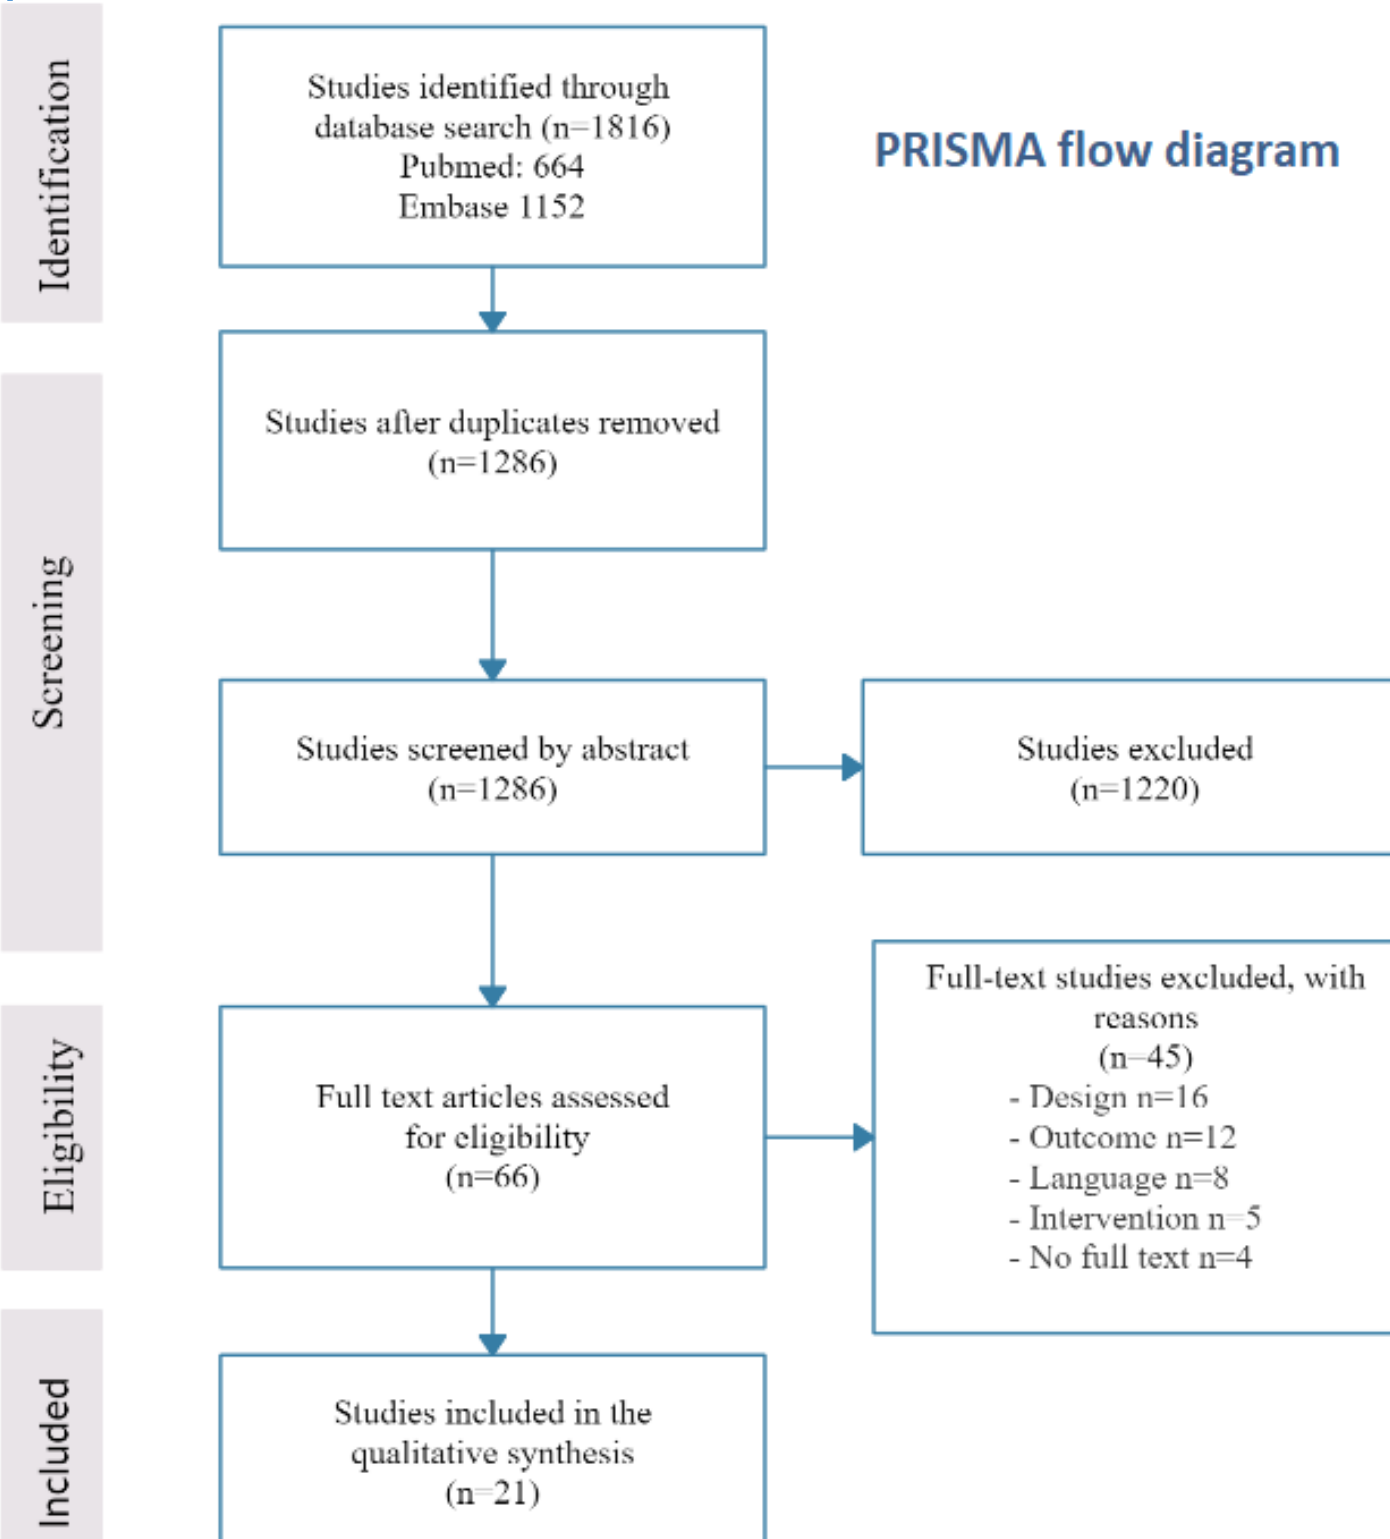 Identification
Studies identified through
database search (n=1816)
Pubmed: 664
Embase 1152
PRISMA flow diagram
Screening
Studies after duplicates removed
(n=1286)
Studies screened by abstract
(n=1286)
Studies excluded
(n=1220)
Eligibility
Full text articles assessed
for eligibility
(n=66)
Full-text studies excluded, with
reasons
(n=45)
- Design n=16
- Outcome n=12
- Language n=8
- Intervention n=5
- No full text n=4
Included
Studies included in the
qualitative synthesis
(n=21)